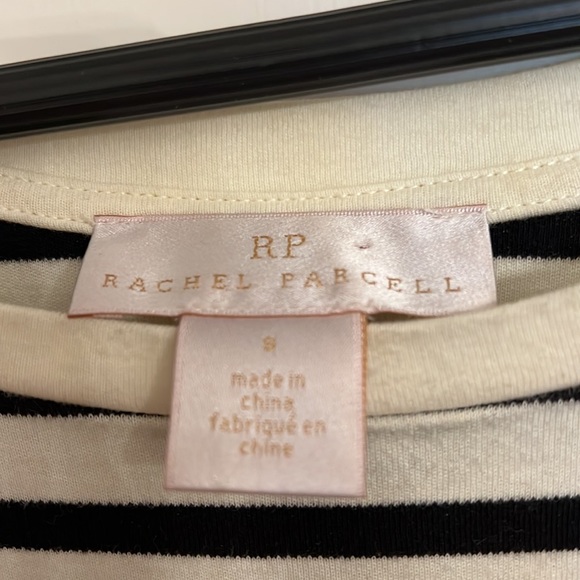 RP
RACHEL PARCELL
s
made in
china
fabriqué en
chine